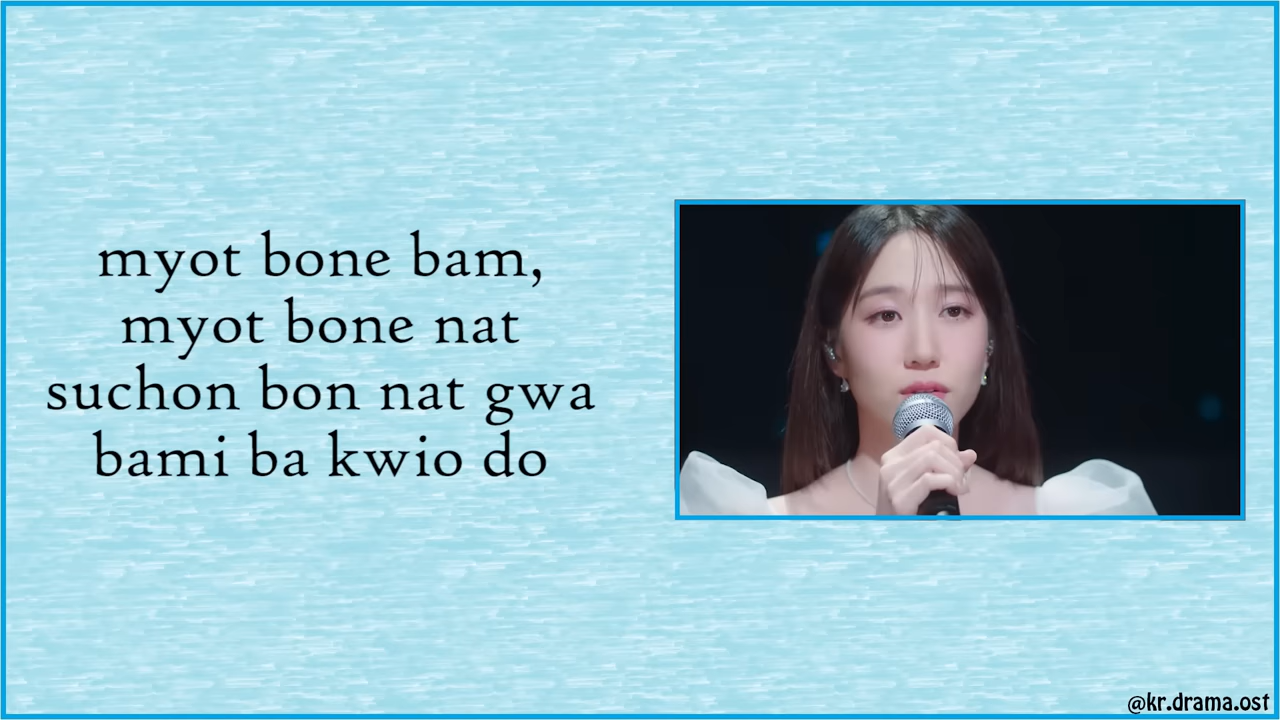 myot bone bam,
myot bone nat
suchon bon nat gwa
bami ba kwio do
@kr.drama.ost